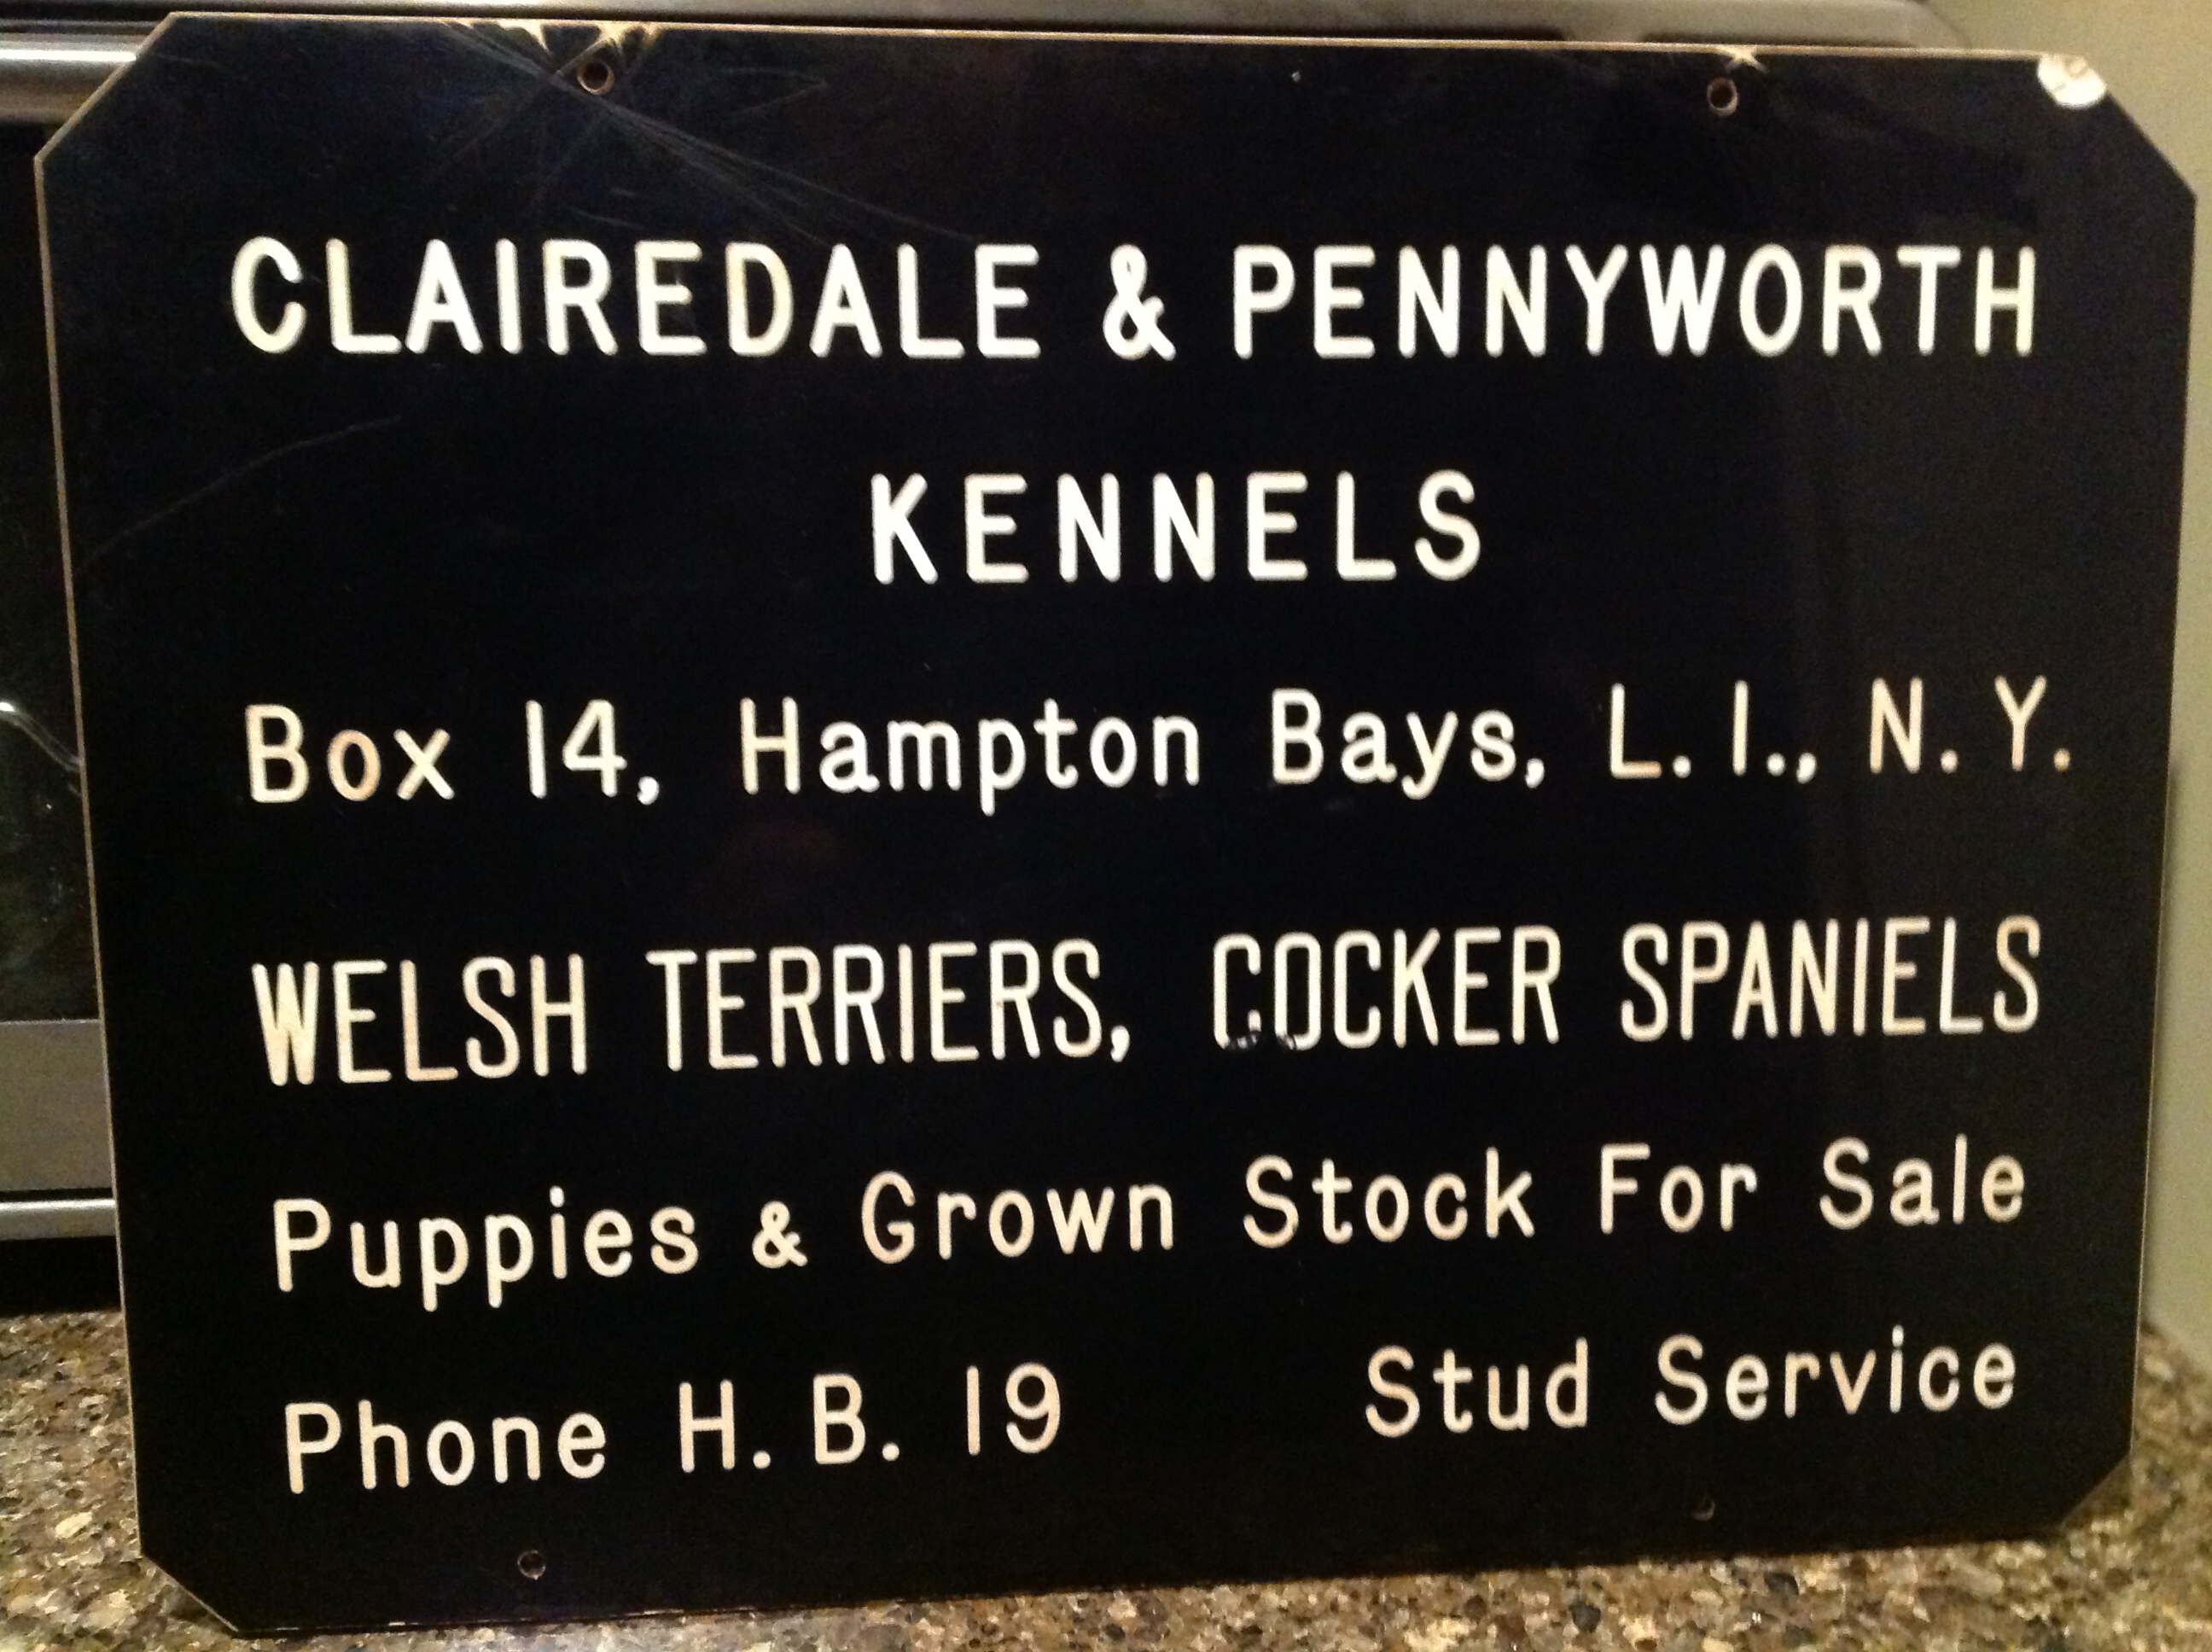 CLAIREDALE & PENNYWORTH
KENNELS
Box 14, Hampton Bays, L. I., N. Y.
WELSH TERRIERS, COCKER SPANIELS
Puppies & Grown Stock For Sale
Phone H. B. 19 Stud Service